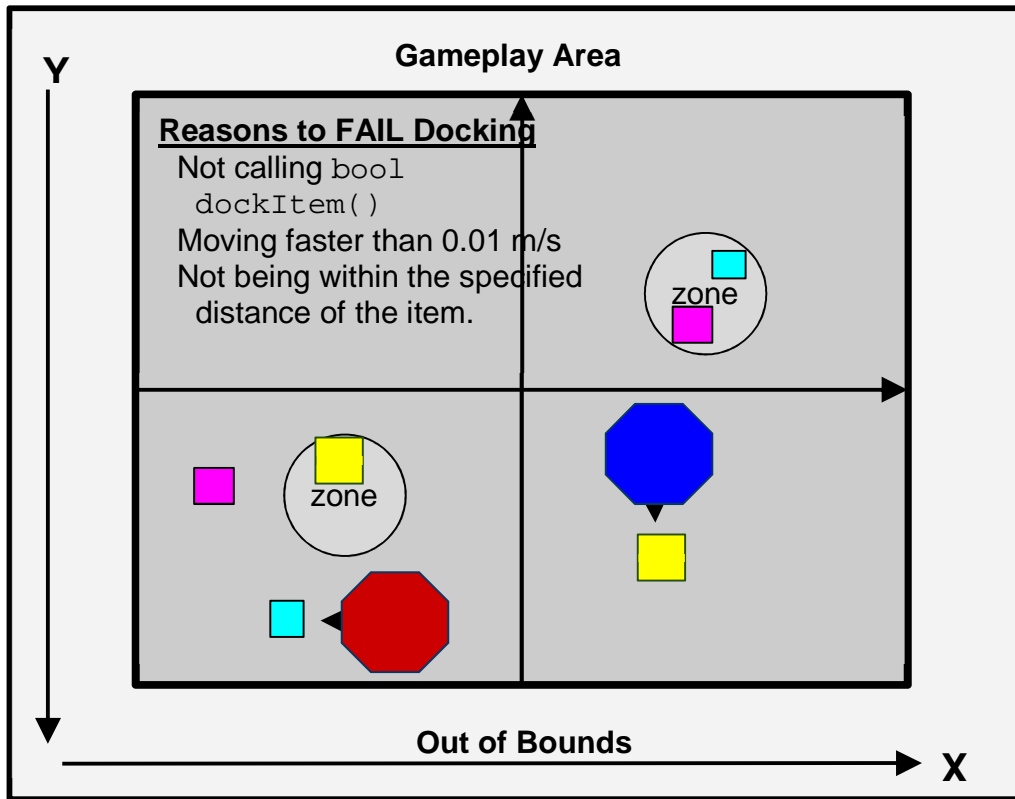 Gameplay Area
Y
Reasons to FAIL Docking
Not calling bool
dockItem()
Moving faster than 0.01 m/s
Not being within the specified
distance of the item.
zone
zone
Out of Bounds
X